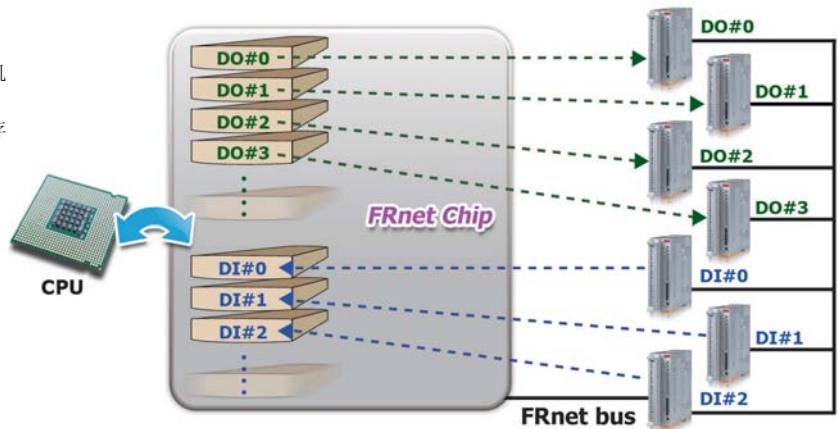 DO#0
DO#1
DO#2
DO#3
FRnet Chip
CPU
DI#0
DI#1
DI#2
DO#0
DO#1
DO#2
DO#3
DI#0
DI#1
DI#2
FRnet bus